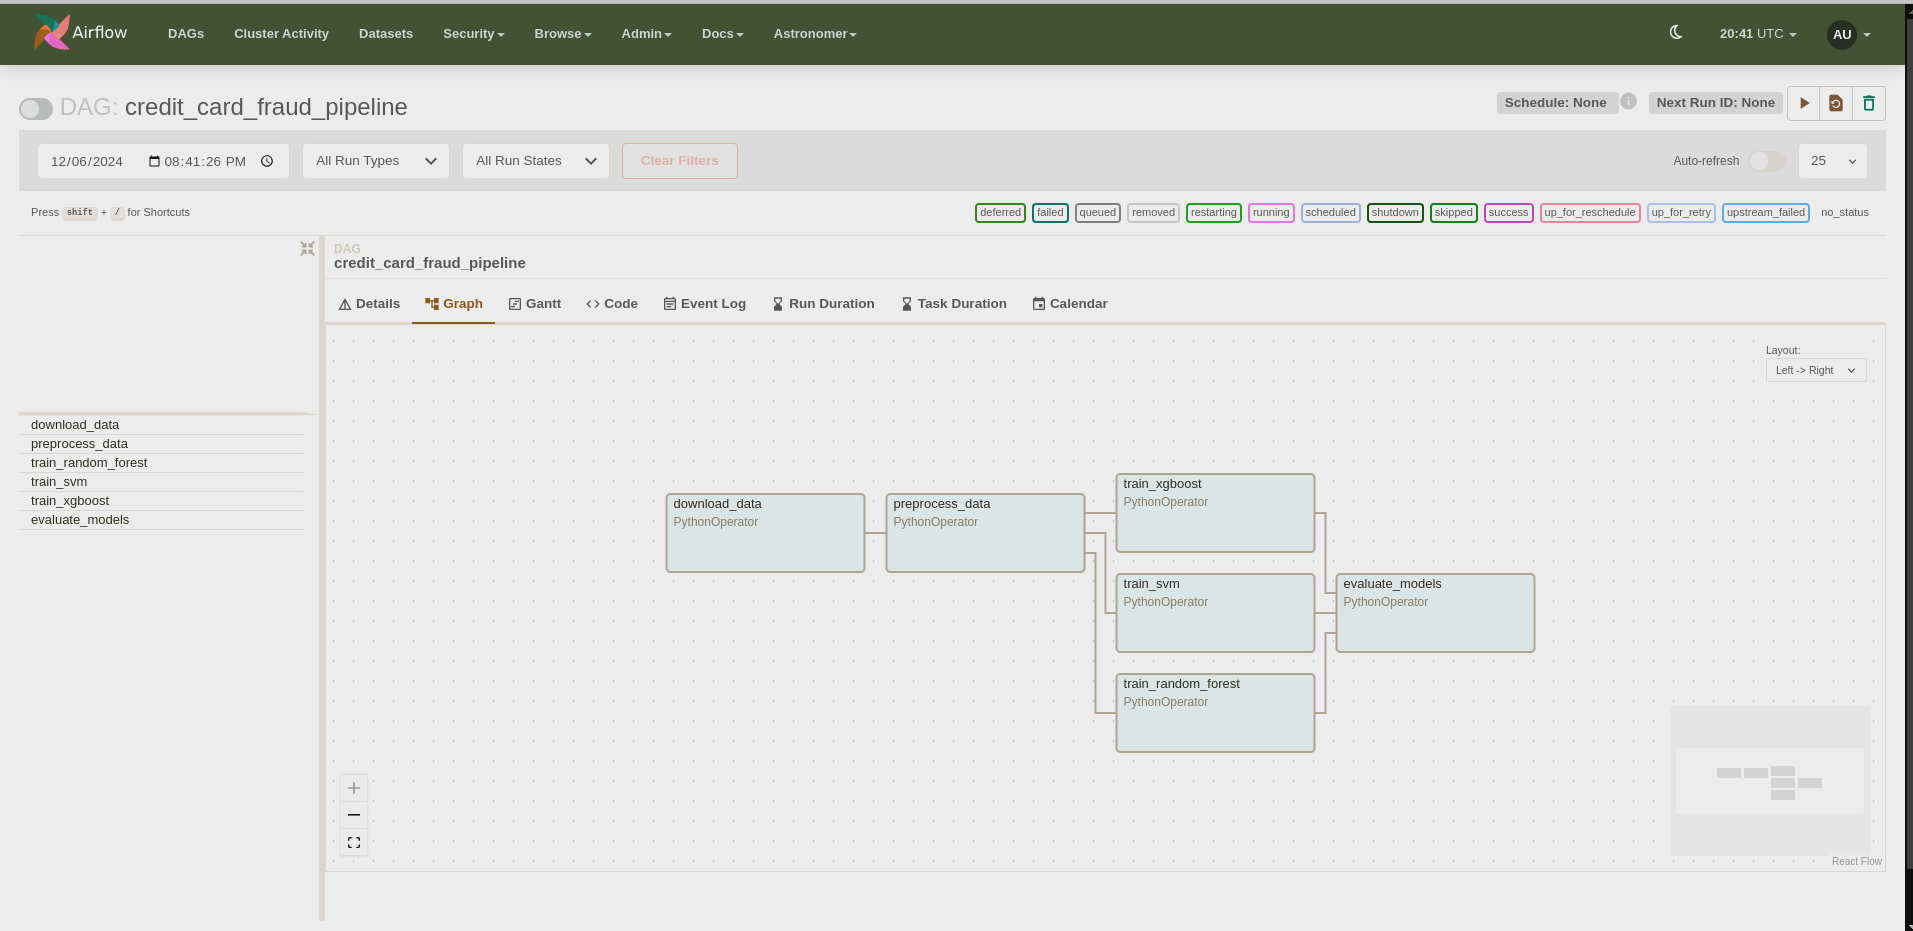 Airflow DAGs Cluster Activity Datasets Security Browse Admin Docs Astronomer 20:41 UTC AU
DAG: credit_card_fraud_pipeline Schedule: None i Next Run ID: None
12/06/2024 08:41:26 PM All Run Types All Run States Clear Filters Auto-refresh 25
Press shift + / for Shortcuts deferred failed queued removed restarting running scheduled shutdown skipped success up_for_reschedule up_for_retry upstream_failed no_status
DAG
credit_card_fraud_pipeline
Details Graph Gantt Code Event Log Run Duration Task Duration Calendar
Layout:
Left -> Right
download_data
preprocess_data
train_random_forest
train_svm
train_xgboost
evaluate_models
download_data
PythonOperator
preprocess_data
PythonOperator
train_xgboost
PythonOperator
train_svm
PythonOperator
train_random_forest
PythonOperator
evaluate_models
PythonOperator
React Flow